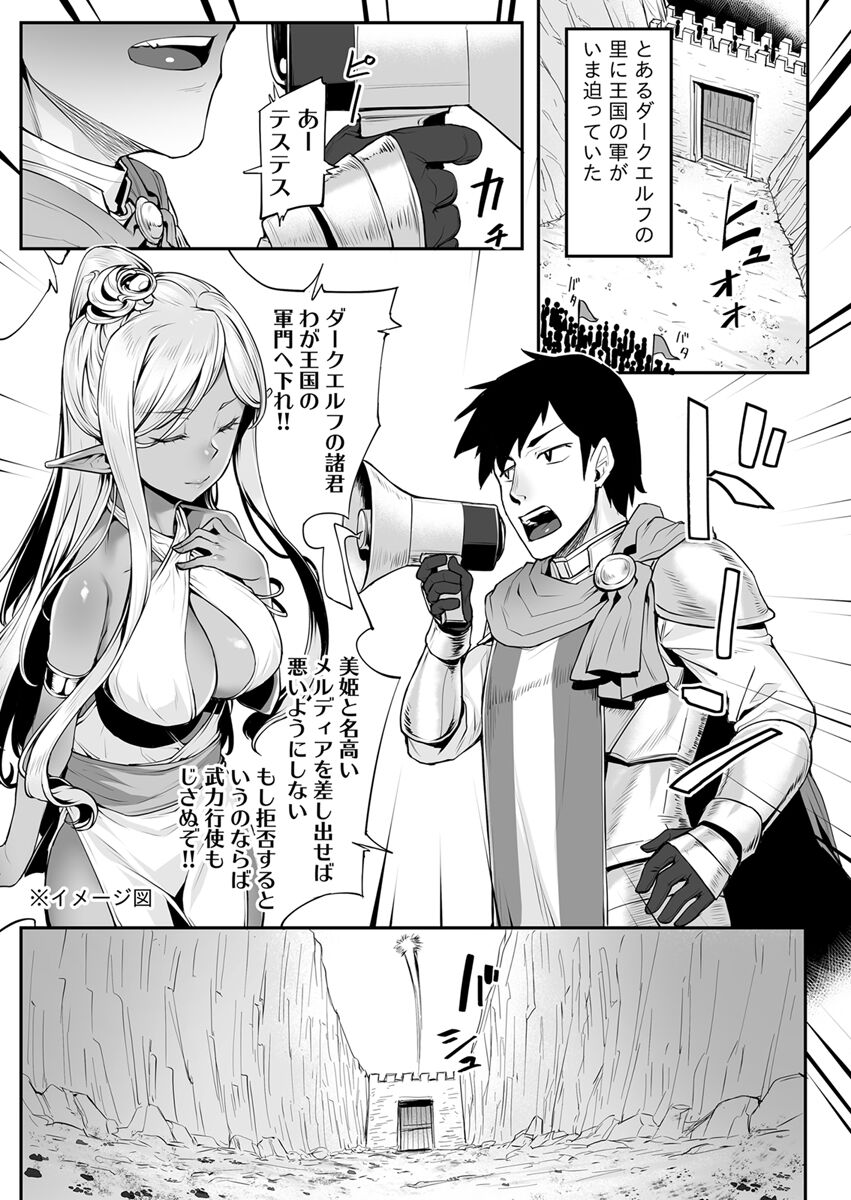 とあるダークエルフの
里に王国の軍が
いま迫っていた
ヒュオォ
バタ
バタ
ピー
あー
テステス
カチ
ダークエルフの諸君
わが王国の
軍門へ下れ!!
美姫と名高い
メルディアを差し出せば
悪いようにしない
もし拒否すると
いうのならば
武力行使も
じさぬぞ!!
※イメージ図
バシュ